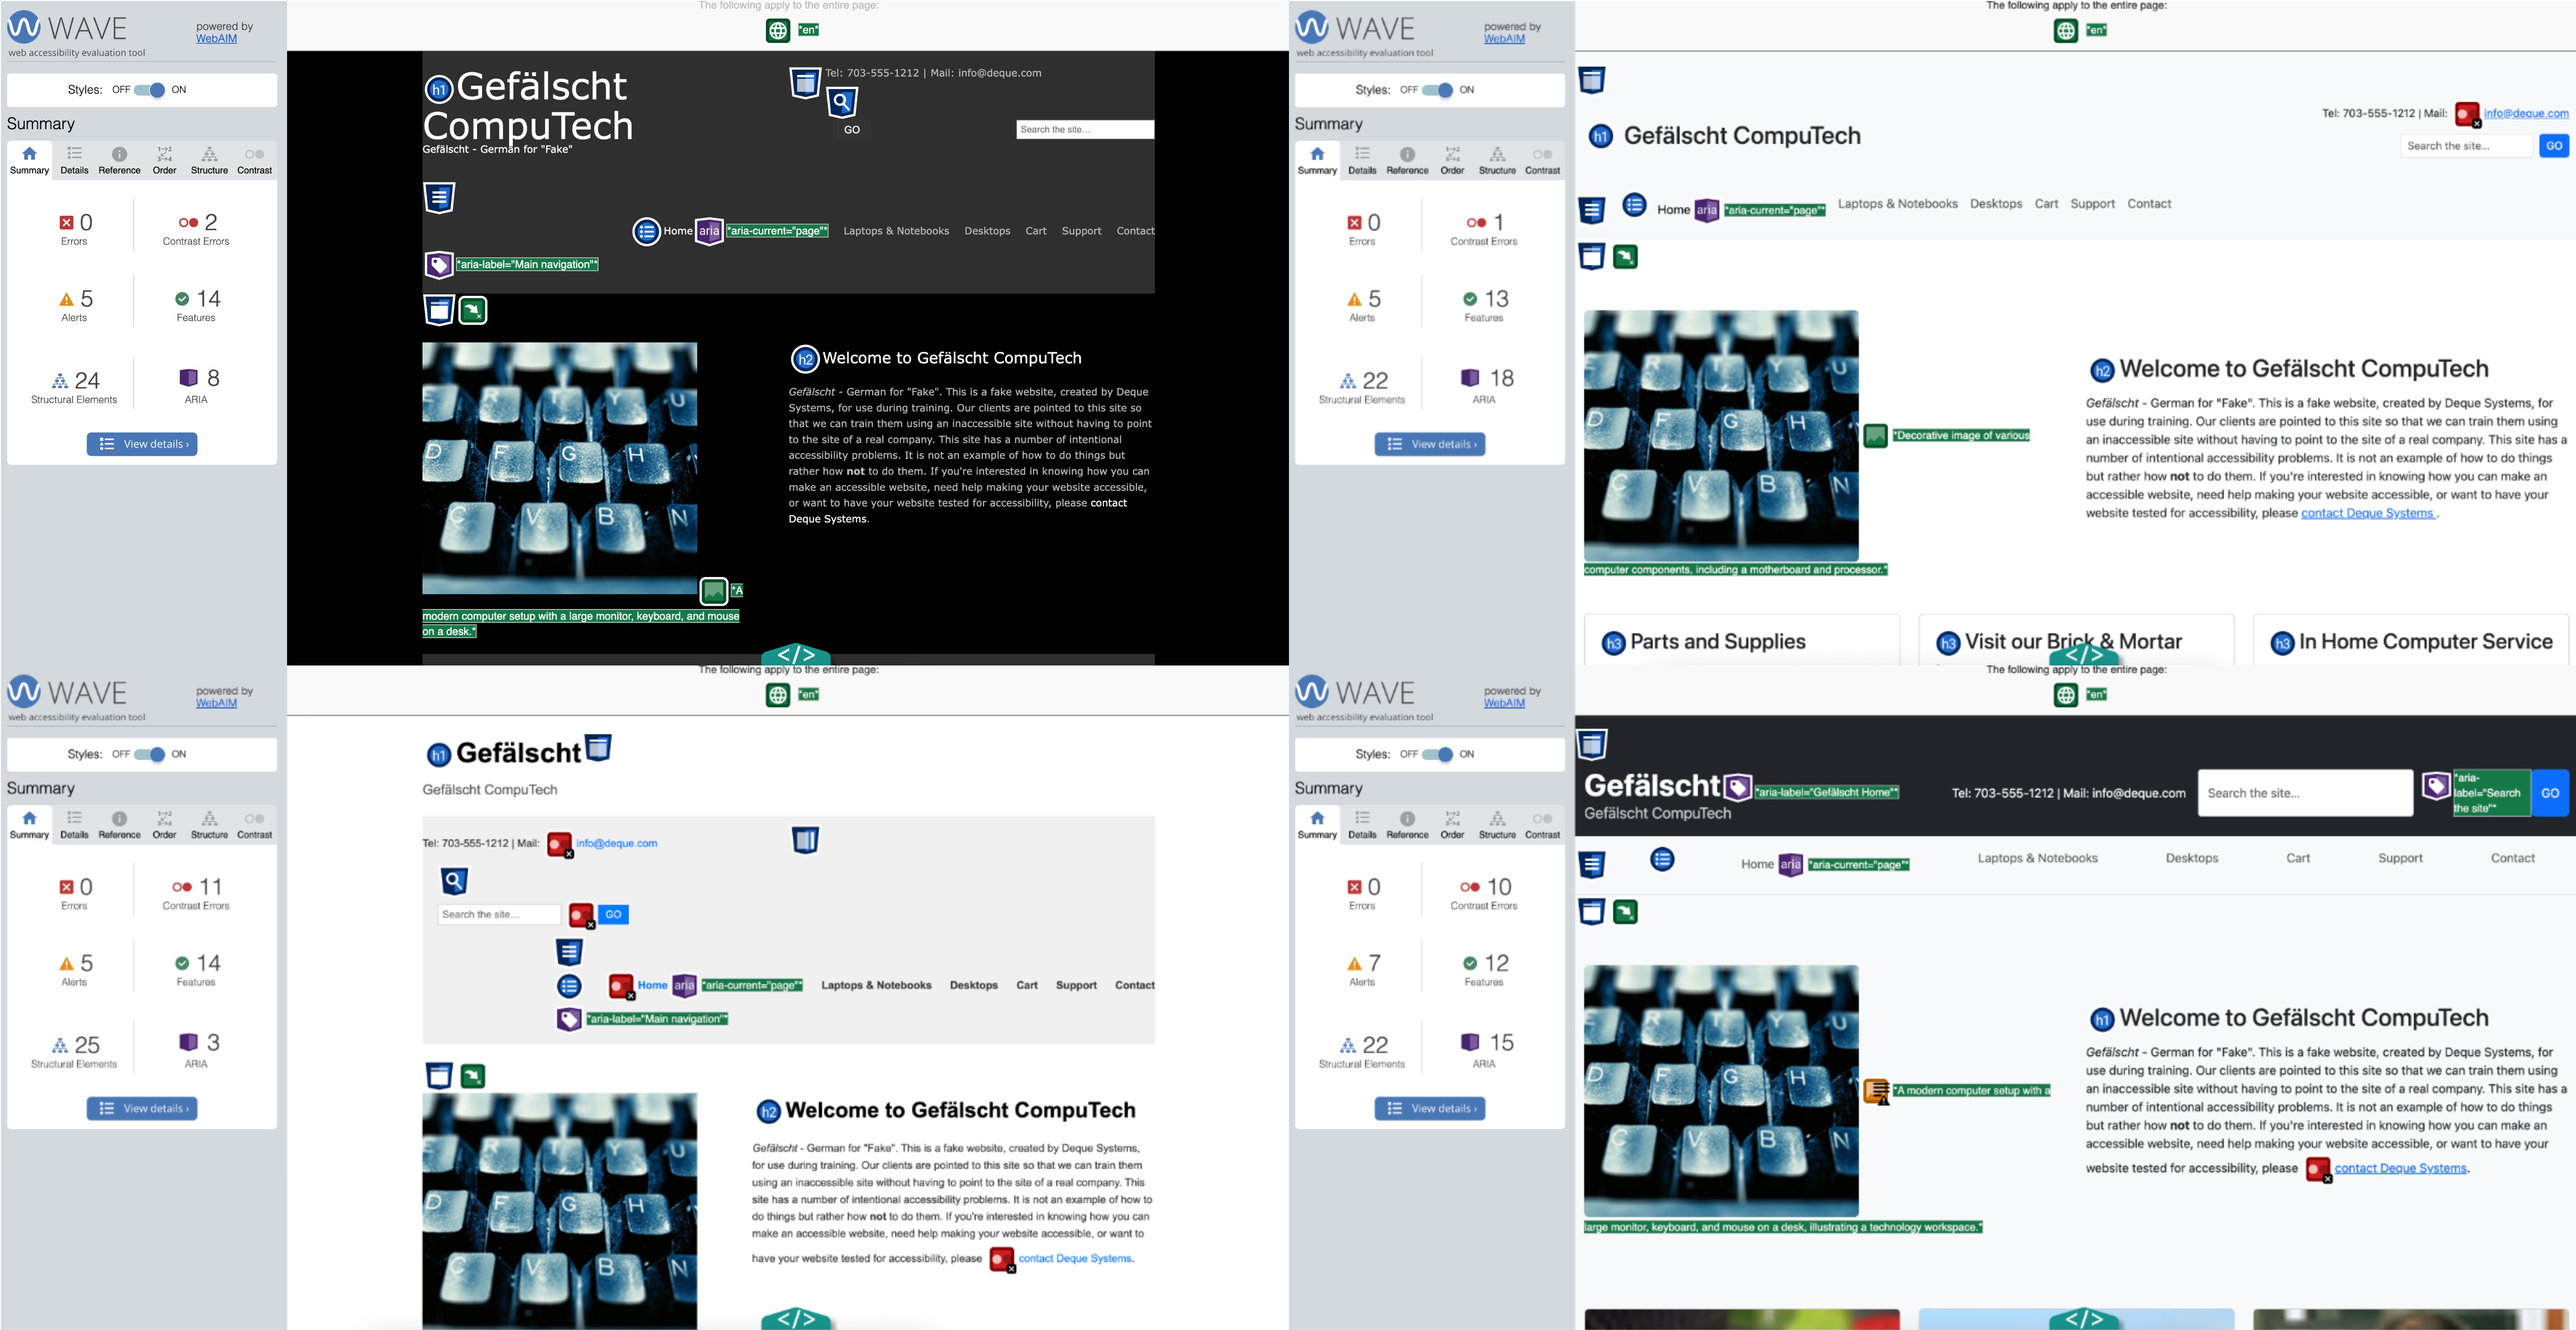 WAVE
powered by
WebAIM
web accessibility evaluation tool
Styles: OFF ON
Summary
Summary Details Reference Order Structure Contrast
0
Errors
2
Contrast Errors
5
Alerts
14
Features
24
Structural Elements
8
ARIA
View details ›
The following apply to the entire page:
*en*
h1 Gefälscht
CompuTech
Gefälscht - German for "Fake"
Tel: 703-555-1212 | Mail: info@deque.com
GO
Search the site...
Home aria *aria-current="page"* Laptops & Notebooks Desktops Cart Support Contact
*aria-label="Main navigation"*
E R T Y U
D F G H
C V B N
h2 Welcome to Gefälscht CompuTech
Gefälscht - German for "Fake". This is a fake website, created by Deque
Systems, for use during training. Our clients are pointed to this site so
that we can train them using an inaccessible site without having to point
to the site of a real company. This site has a number of intentional
accessibility problems. It is not an example of how to do things but
rather how not to do them. If you're interested in knowing how you can
make an accessible website, need help making your website accessible,
or want to have your website tested for accessibility, please contact
Deque Systems.
*A
modern computer setup with a large monitor, keyboard, and mouse
on a desk.*
</>
WAVE
powered by
WebAIM
web accessibility evaluation tool
Styles: OFF ON
Summary
Summary Details Reference Order Structure Contrast
0
Errors
1
Contrast Errors
5
Alerts
13
Features
22
Structural Elements
18
ARIA
View details ›
The following apply to the entire page:
*en*
Tel: 703-555-1212 | Mail: info@deque.com
h1 Gefälscht CompuTech
Search the site... GO
Home aria *aria-current="page"* Laptops & Notebooks Desktops Cart Support Contact
E R T Y U
D F G H
C V B N
*Decorative image of various
computer components, including a motherboard and processor.*
h2 Welcome to Gefälscht CompuTech
Gefälscht - German for "Fake". This is a fake website, created by Deque Systems, for
use during training. Our clients are pointed to this site so that we can train them using
an inaccessible site without having to point to the site of a real company. This site has a
number of intentional accessibility problems. It is not an example of how to do things
but rather how not to do them. If you're interested in knowing how you can make an
accessible website, need help making your website accessible, or want to have your
website tested for accessibility, please contact Deque Systems .
h3 Parts and Supplies
h3 Visit our Brick & Mortar
h3 In Home Computer Service
</>
WAVE
powered by
WebAIM
web accessibility evaluation tool
Styles: OFF ON
Summary
Summary Details Reference Order Structure Contrast
0
Errors
11
Contrast Errors
5
Alerts
14
Features
25
Structural Elements
3
ARIA
View details ›
The following apply to the entire page:
*en*
h1 Gefälscht
Gefälscht CompuTech
Tel: 703-555-1212 | Mail: info@deque.com
Search the site... GO
Home aria *aria-current="page"* Laptops & Notebooks Desktops Cart Support Contact
*aria-label="Main navigation"*
E R T Y U
D F G H
C V B N
h2 Welcome to Gefälscht CompuTech
Gefälscht - German for "Fake". This is a fake website, created by Deque Systems,
for use during training. Our clients are pointed to this site so that we can train them
using an inaccessible site without having to point to the site of a real company. This
site has a number of intentional accessibility problems. It is not an example of how to
do things but rather how not to do them. If you're interested in knowing how you can
make an accessible website, need help making your website accessible, or want to
have your website tested for accessibility, please contact Deque Systems.
</>
WAVE
powered by
WebAIM
web accessibility evaluation tool
Styles: OFF ON
Summary
Summary Details Reference Order Structure Contrast
0
Errors
10
Contrast Errors
7
Alerts
12
Features
22
Structural Elements
15
ARIA
View details ›
The following apply to the entire page:
*en*
Gefälscht *aria-label="Gefälscht Home"*
Gefälscht CompuTech
Tel: 703-555-1212 | Mail: info@deque.com
Search the site...
*aria-
label="Search
the site"*
GO
Home aria *aria-current="page"* Laptops & Notebooks Desktops Cart Support Contact
E R T Y U
D F G H
C V B N
*A modern computer setup with a
large monitor, keyboard, and mouse on a desk, illustrating a technology workspace.*
h1 Welcome to Gefälscht CompuTech
Gefälscht - German for "Fake". This is a fake website, created by Deque Systems, for
use during training. Our clients are pointed to this site so that we can train them using
an inaccessible site without having to point to the site of a real company. This site has a
number of intentional accessibility problems. It is not an example of how to do things
but rather how not to do them. If you're interested in knowing how you can make an
accessible website, need help making your website accessible, or want to have your
website tested for accessibility, please contact Deque Systems.
</>